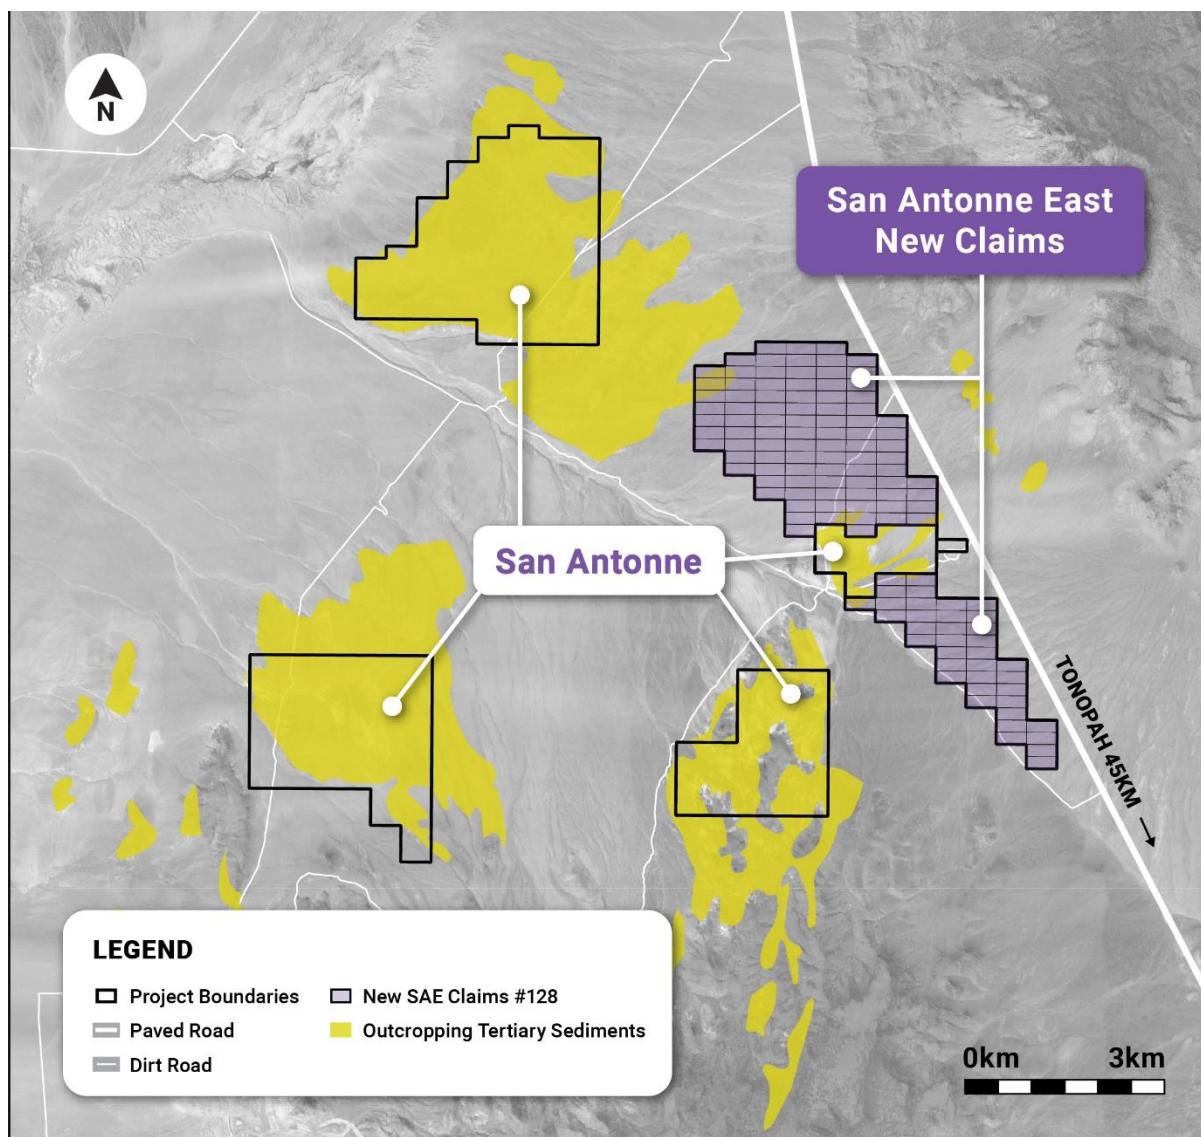 N
San Antonne East
New Claims
San Antonne
TONOPAH 45KM
LEGEND
Project Boundaries
New SAE Claims #128
Paved Road
Outcropping Tertiary Sediments
Dirt Road
0km
3km